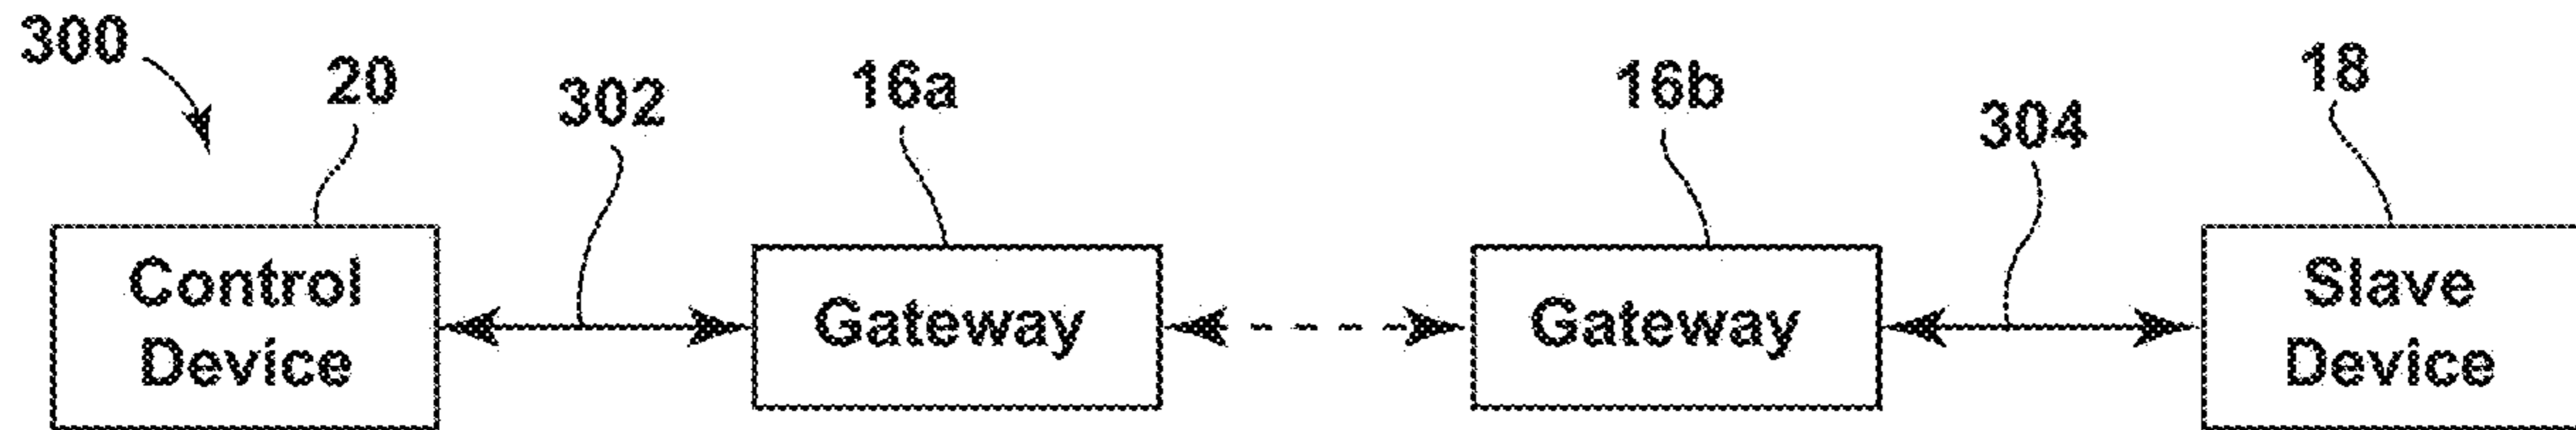 300
20
302
16a
16b
304
18
Control
Device
Gateway
Gateway
Slave
Device